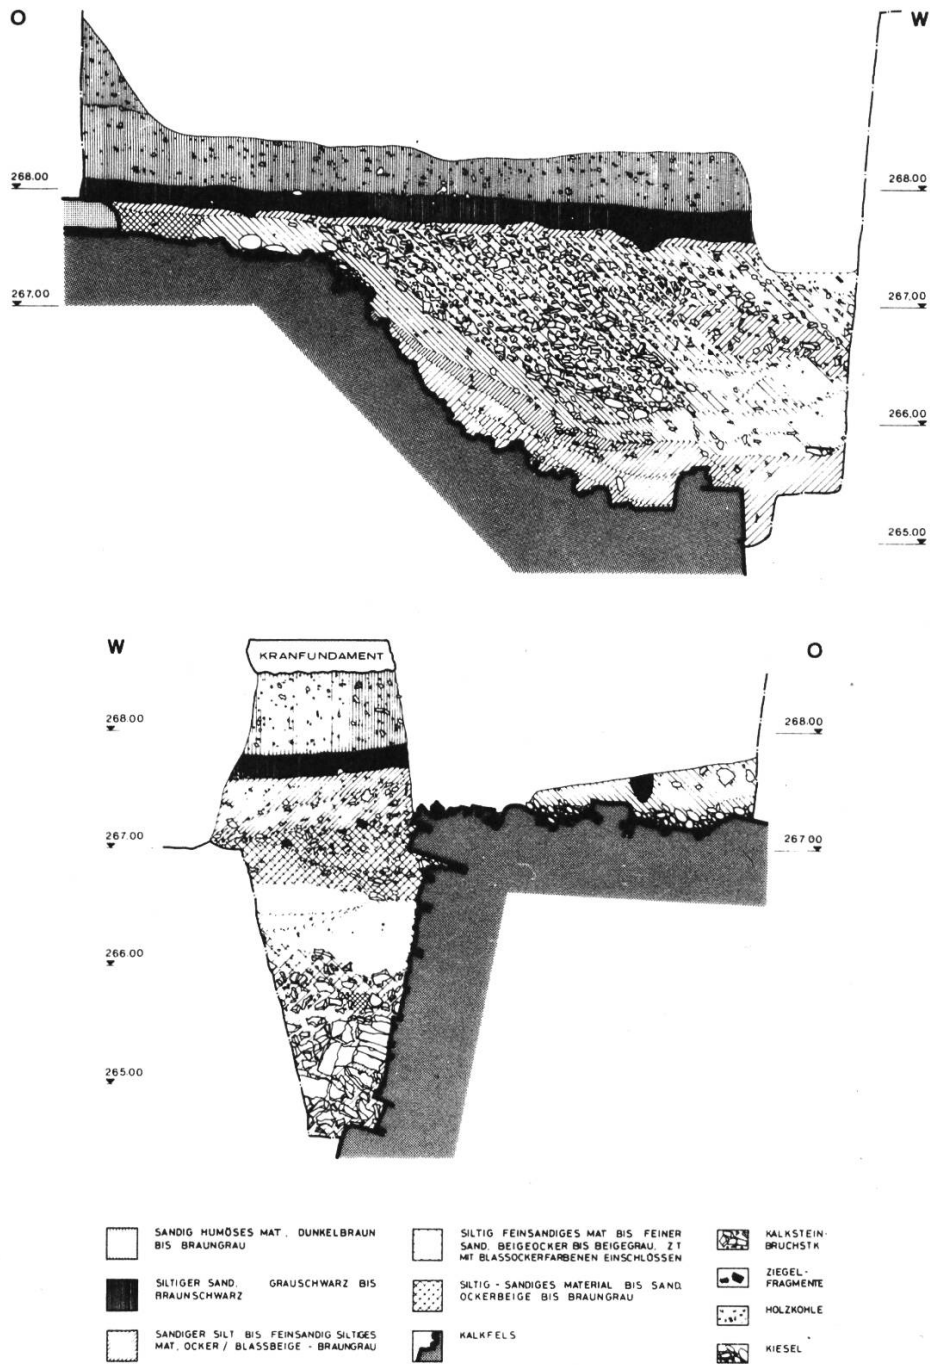 O
W
268.00
268.00
267.00
267.00
266.00
265.00
W
O
KRANFUNDAMENT
268.00
268.00
267.00
267.00
266.00
265.00
SANDIG HUMÖSES MAT., DUNKELBRAUN
BIS BRAUNGRAU
SILTIGER SAND, GRAUSCHWARZ BIS
BRAUNSCHWARZ
SANDIGER SILT BIS FEINSANDIG SILTIGES
MAT., OCKER / BLASSBEIGE - BRAUNGRAU
SILTIG FEINSANDIGES MAT BIS FEINER
SAND, BEIGEOCKER BIS BEIGEGRAU, Z T
MIT BLASSOCKERFARBENEN EINSCHLÖSSEN
SILTIG - SANDIGES MATERIAL BIS SAND,
OCKERBEIGE BIS BRAUNGRAU
KALKFELS
KALKSTEIN-
BRUCHSTK
ZIEGEL-
FRAGMENTE
HOLZKOHLE
KIESEL